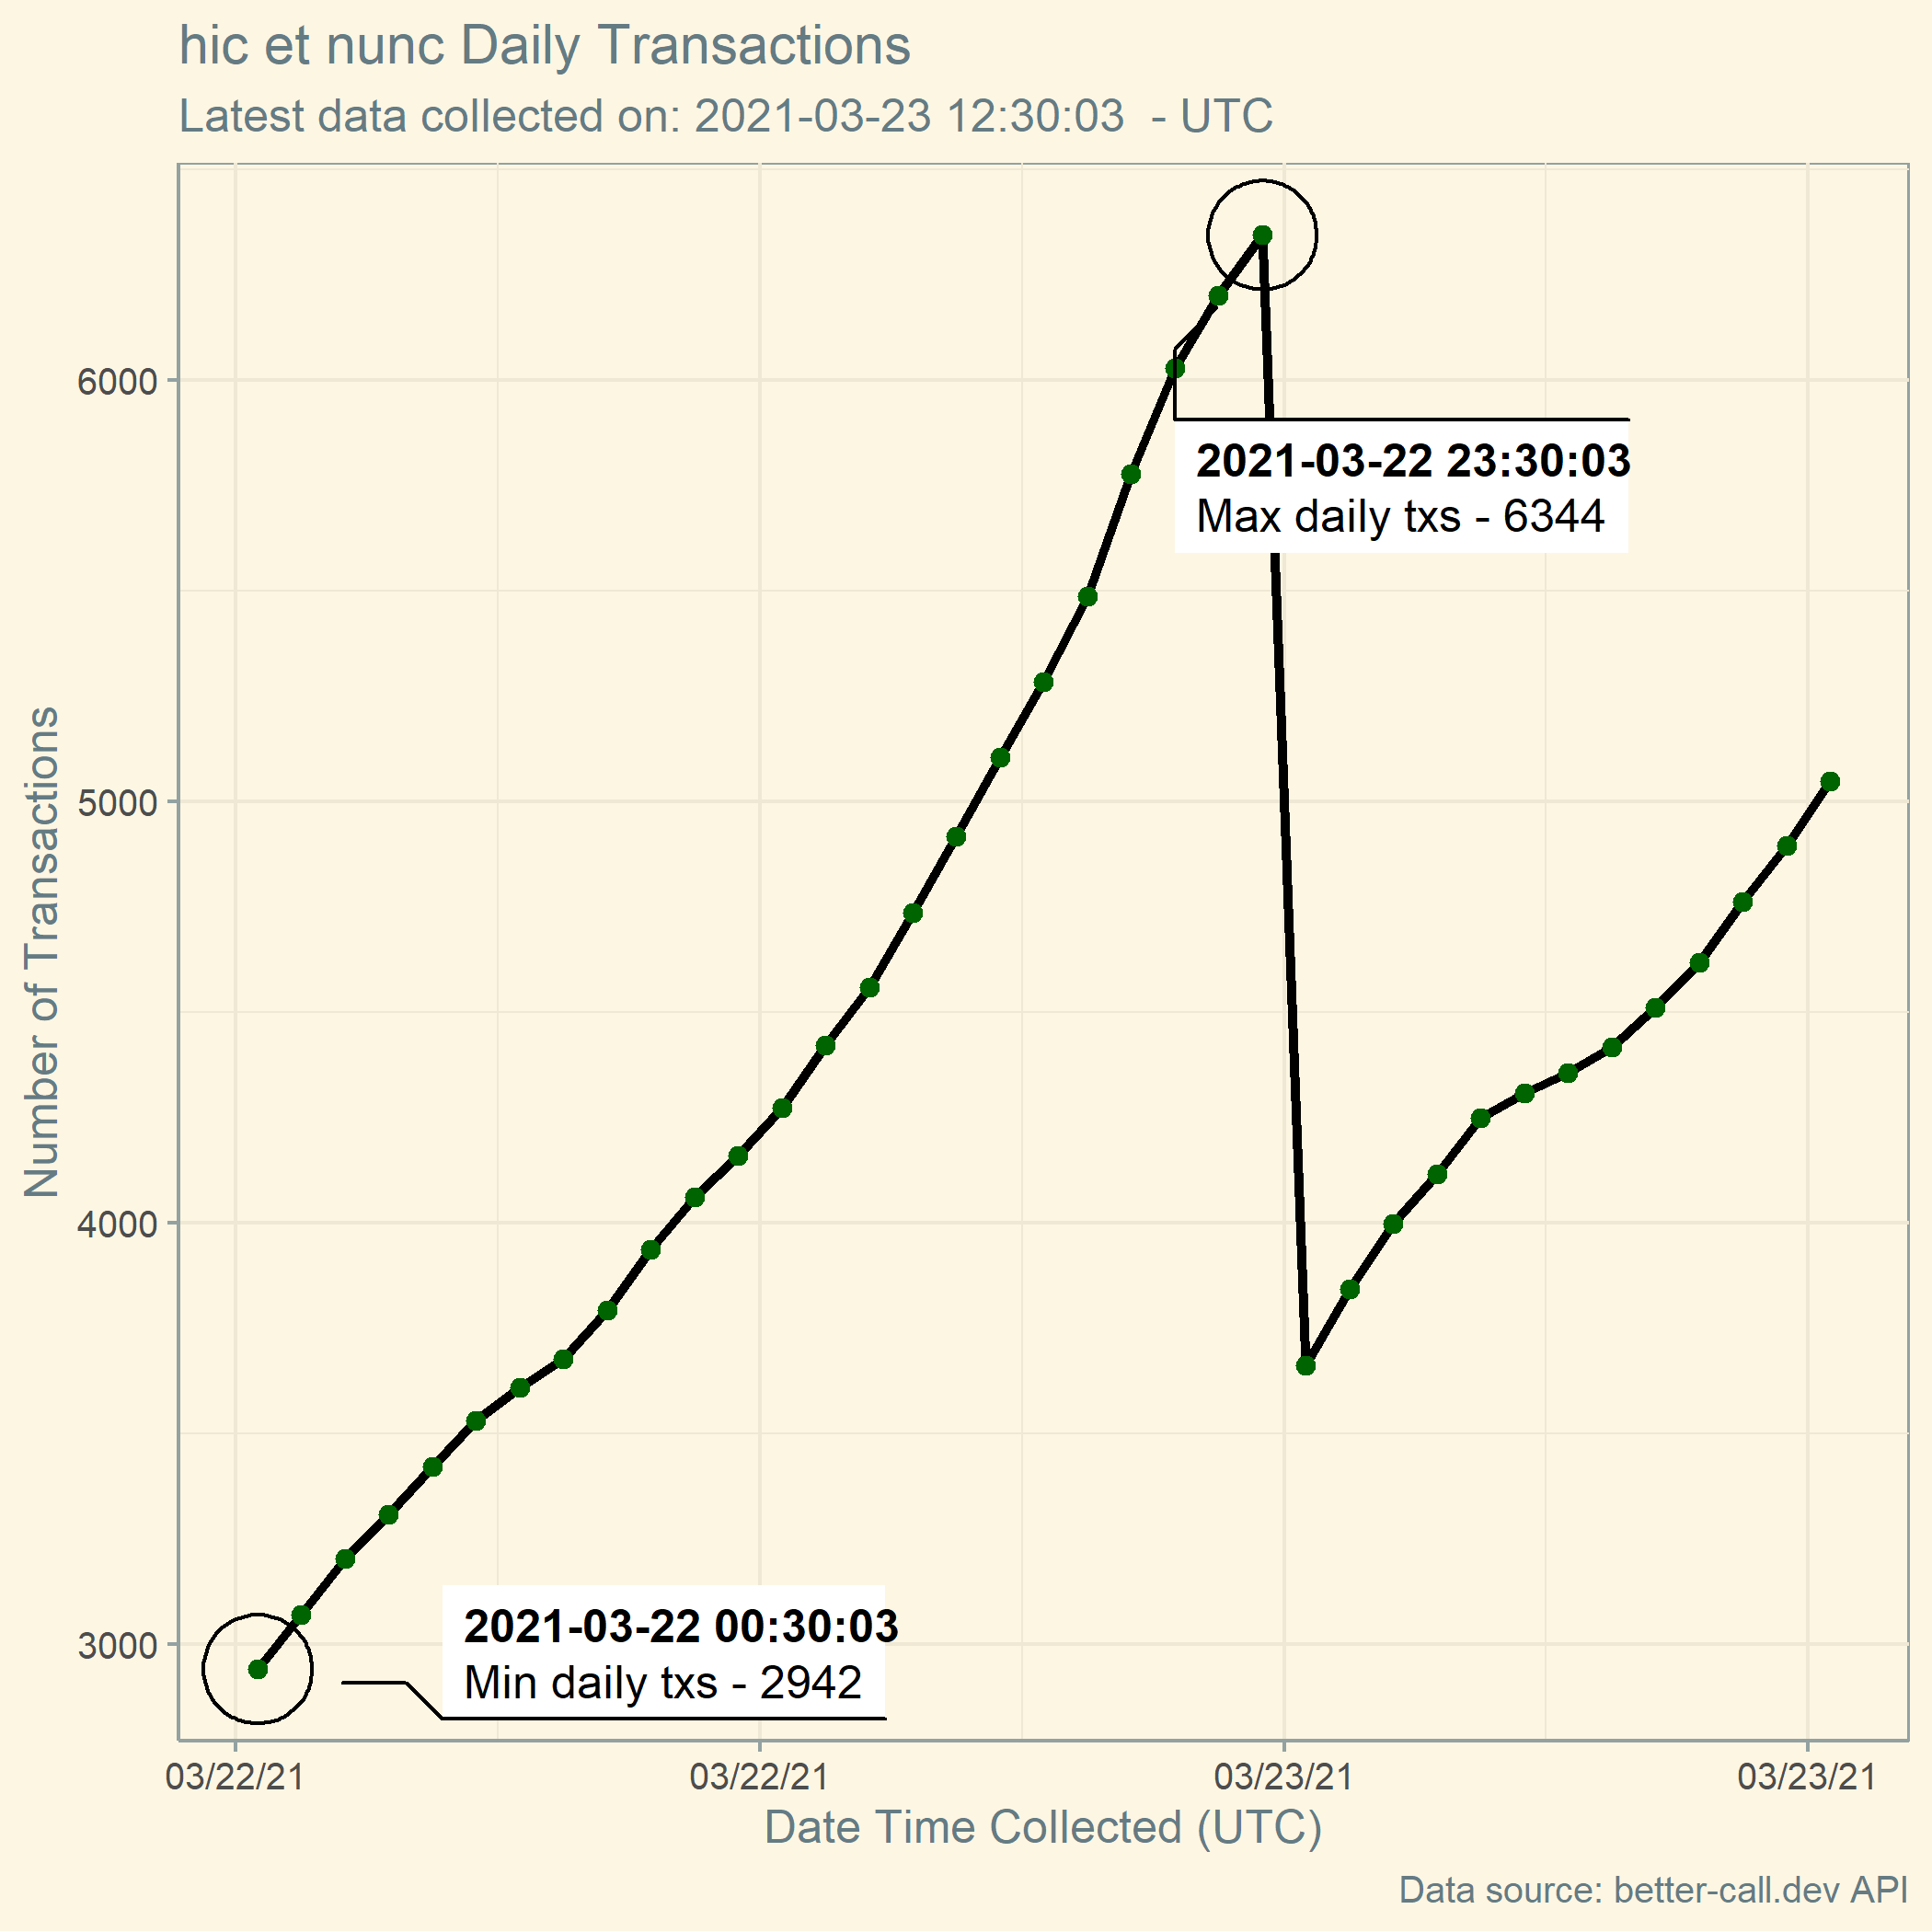 hic et nunc Daily Transactions
Latest data collected on: 2021-03-23 12:30:03  - UTC
Number of Transactions
6000
5000
4000
3000
2021-03-22 23:30:03
Max daily txs - 6344
2021-03-22 00:30:03
Min daily txs - 2942
03/22/21 03/22/21 03/23/21 03/23/21
Date Time Collected (UTC)
Data source: better-call.dev API